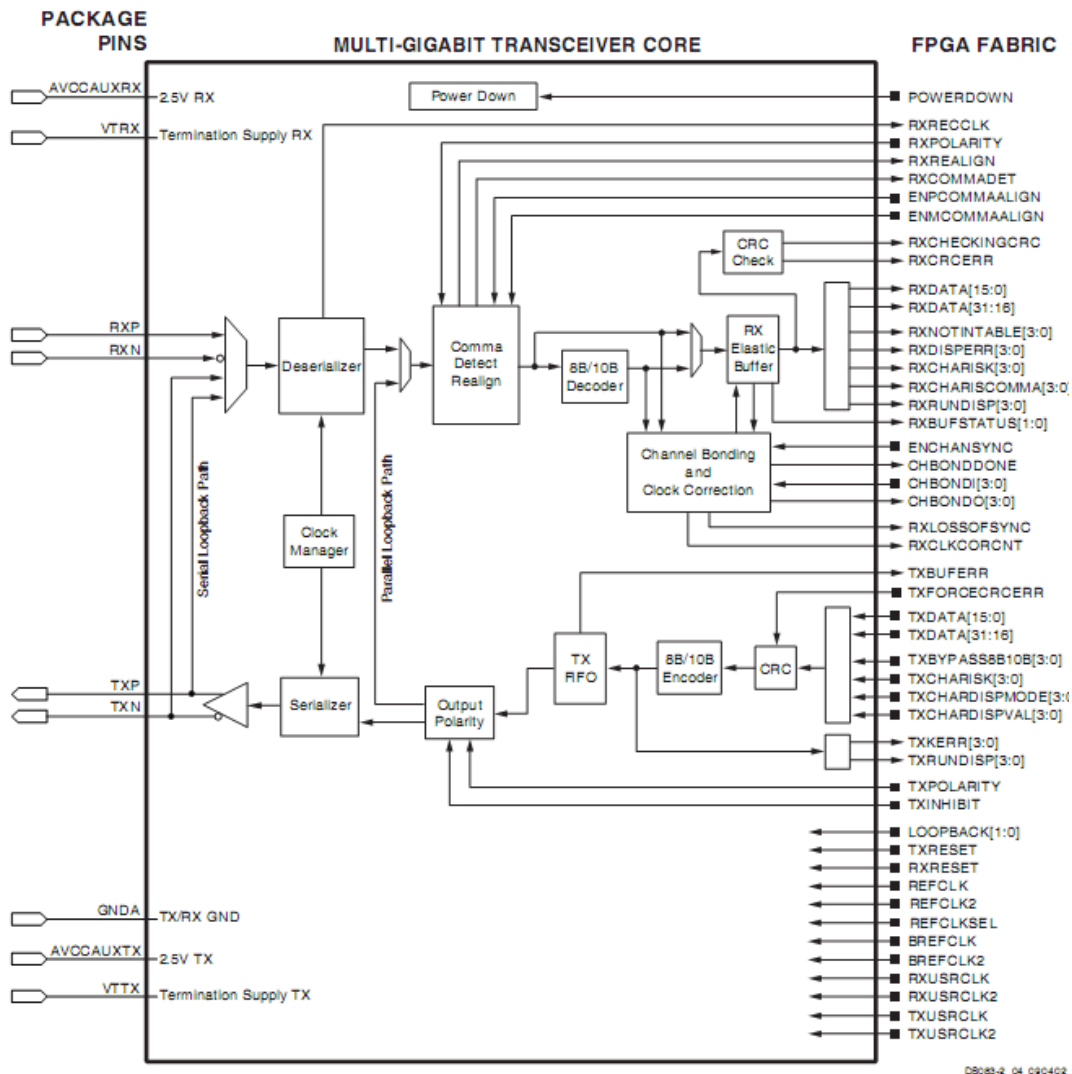 PACKAGE PINS
MULTI-GIGABIT TRANSCEIVER CORE
FPGA FABRIC
AVCCAUXRX
2.5V RX
VTRX
Termination Supply RX
Power Down
POWERDOWN
RXRECCLK
RXPOLARITY
RXREALIGN
RXCOMMADET
ENPCOMMAALIGN
ENMCOMMAALIGN
CRC Check
RXCHECKINGCRC
RXCRCERR
RXP
RXN
Deserializer
Comma Detect Realign
8B/10B Decoder
RX Elastic Buffer
RXDATA[15:0]
RXDATA[31:16]
RXNOTINTABLE[3:0]
RXDISPERR[3:0]
RXCHARISK[3:0]
RXCHARISCOMMA[3:0]
RXRUNDISP[3:0]
RXBUFSTATUS[1:0]
Channel Bonding and Clock Correction
ENCHANSYNC
CHBONDDONE
CHBONDI[3:0]
CHBONDO[3:0]
RXLOSSOFSYNC
RXCLKCORCNT
Serial Loopback Path
Clock Manager
Parallel Loopback Path
TXBUFERR
TXFORCECRCERR
TXDATA[15:0]
TXDATA[31:16]
TXBYPASS8B10B[3:0]
TXCHARISK[3:0]
TXCHARDISPMODE[3:0
TXCHARDISPVAL[3:0]
TX FIFO
8B/10B Encoder
CRC
TXP
TXN
Serializer
Output Polarity
TXKERR[3:0]
TXRUNDISP[3:0]
TXPOLARITY
TXINHIBIT
LOOPBACK[1:0]
TXRESET
RXRESET
REFCLK
REFCLK2
REFCLKSEL
BREFCLK
BREFCLK2
RXUSRCLK
RXUSRCLK2
TXUSRCLK
TXUSRCLK2
GNDA
TX/RX GND
AVCCAUXTX
2.5V TX
VTTX
Termination Supply TX
DS083-2_04_090402